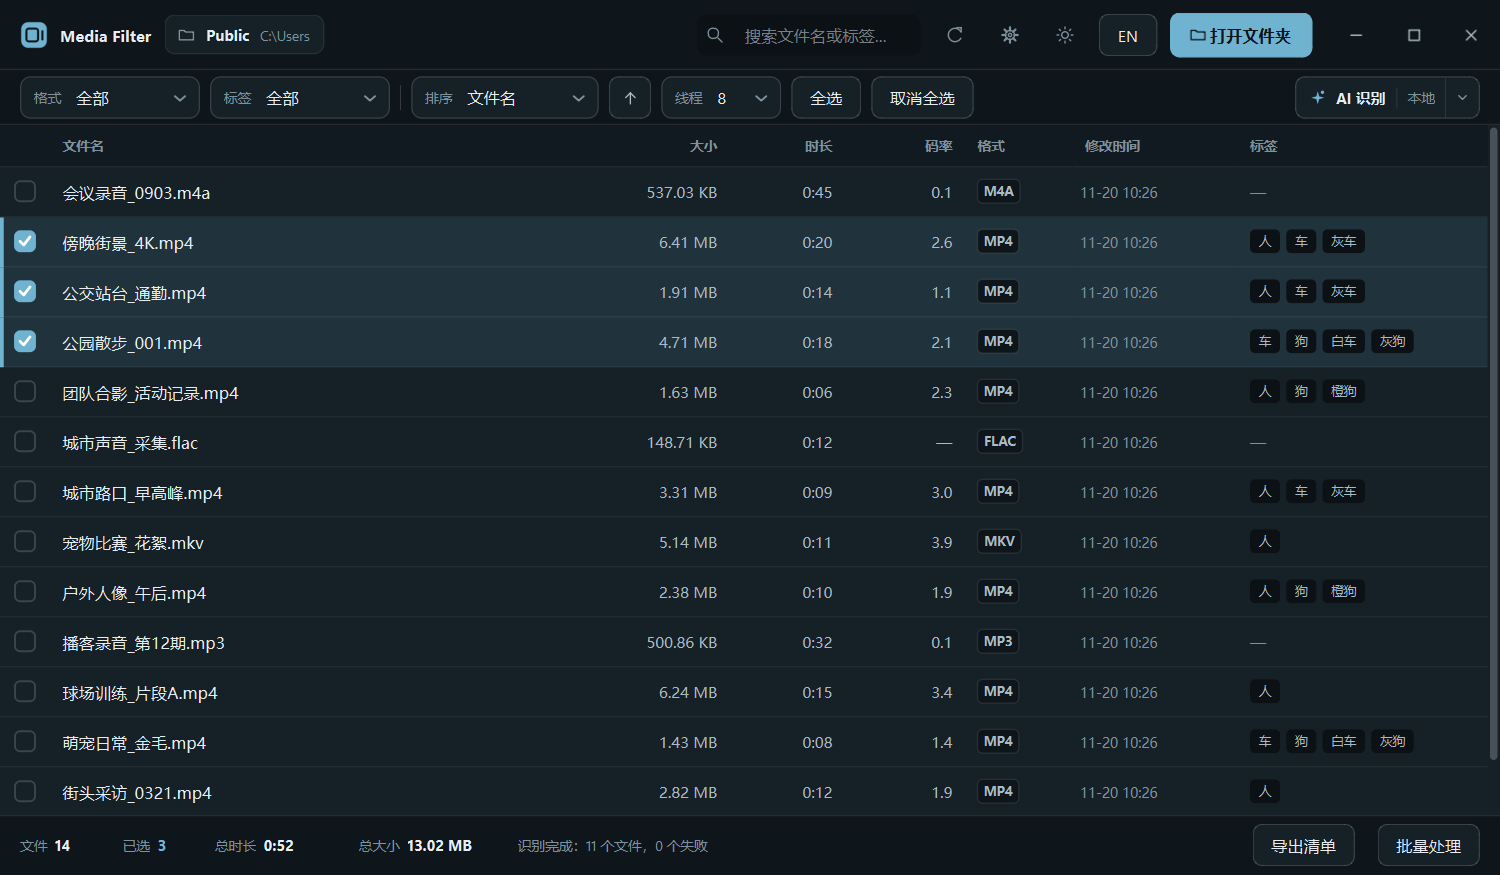 Media Filter Public C:\Users 搜索文件名或标签... EN 打开文件夹
格式 全部 标签 全部 排序 文件名 线程 8 全选 取消全选 AI 识别 本地
文件名 大小 时长 码率 格式 修改时间 标签
会议录音_0903.m4a 537.03 KB 0:45 0.1 M4A 11-20 10:26 —
傍晚街景_4K.mp4 6.41 MB 0:20 2.6 MP4 11-20 10:26 人 车 灰车
公交站台_通勤.mp4 1.91 MB 0:14 1.1 MP4 11-20 10:26 人 车 灰车
公园散步_001.mp4 4.71 MB 0:18 2.1 MP4 11-20 10:26 车 狗 白车 灰狗
团队合影_活动记录.mp4 1.63 MB 0:06 2.3 MP4 11-20 10:26 人 狗 橙狗
城市声音_采集.flac 148.71 KB 0:12 — FLAC 11-20 10:26 —
城市路口_早高峰.mp4 3.31 MB 0:09 3.0 MP4 11-20 10:26 人 车 灰车
宠物比赛_花絮.mkv 5.14 MB 0:11 3.9 MKV 11-20 10:26 人
户外人像_午后.mp4 2.38 MB 0:10 1.9 MP4 11-20 10:26 人 狗 橙狗
播客录音_第12期.mp3 500.86 KB 0:32 0.1 MP3 11-20 10:26 —
球场训练_片段A.mp4 6.24 MB 0:15 3.4 MP4 11-20 10:26 人
萌宠日常_金毛.mp4 1.43 MB 0:08 1.4 MP4 11-20 10:26 车 狗 白车 灰狗
街头采访_0321.mp4 2.82 MB 0:12 1.9 MP4 11-20 10:26 人
文件 14 已选 3 总时长 0:52 总大小 13.02 MB 识别完成：11 个文件，0 个失败 导出清单 批量处理